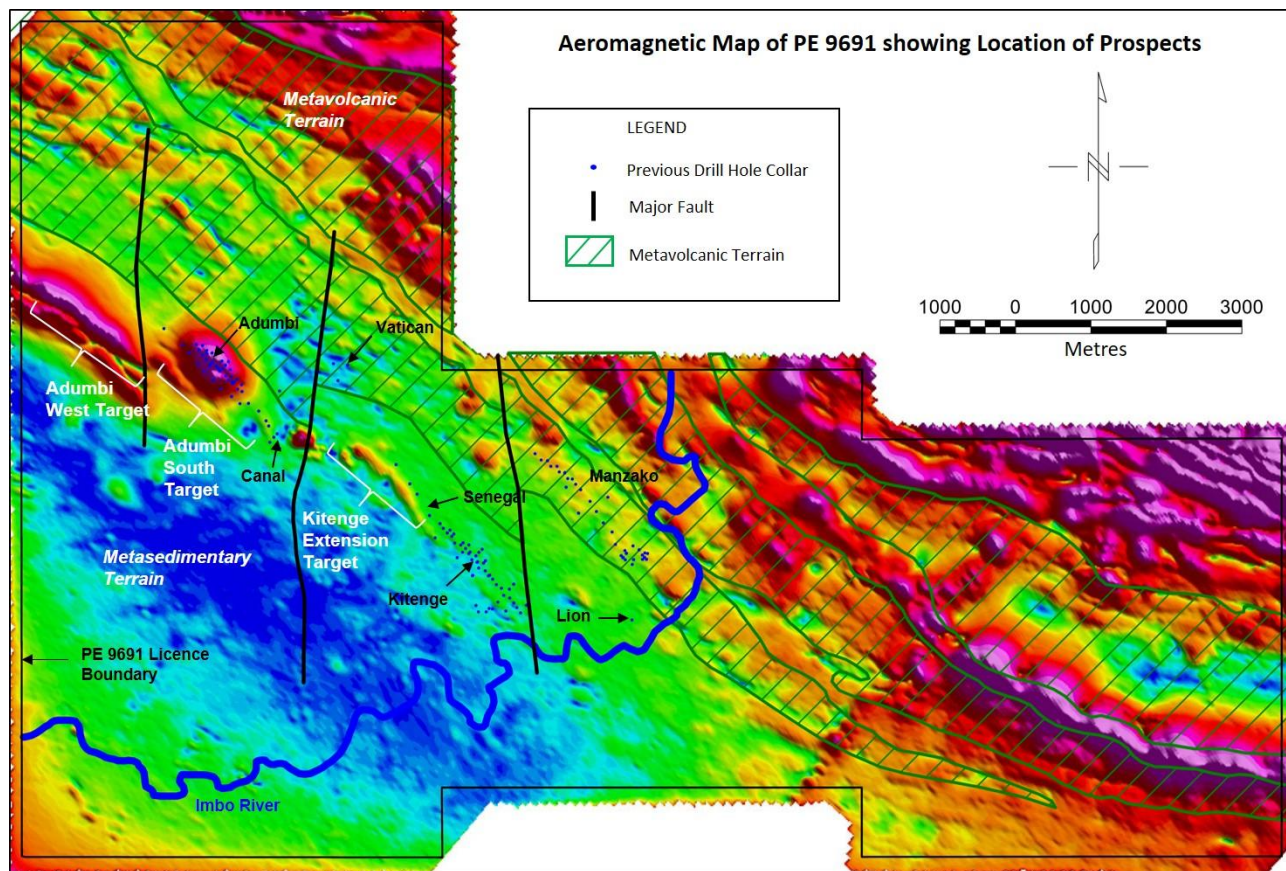 Aeromagnetic Map of PE 9691 showing Location of Prospects
Metavolcanic
Terrain
LEGEND
Previous Drill Hole Collar
Major Fault
Metavolcanic Terrain
N
1000 0 1000 2000 3000
Metres
Adumbi
Vatican
Adumbi
West Target
Adumbi
South
Target
Canal
Senegal
Manzako
Kitenge
Extension
Target
Metasedimentary
Terrain
Kitenge
Lion
PE 9691 Licence
Boundary
Imbo River